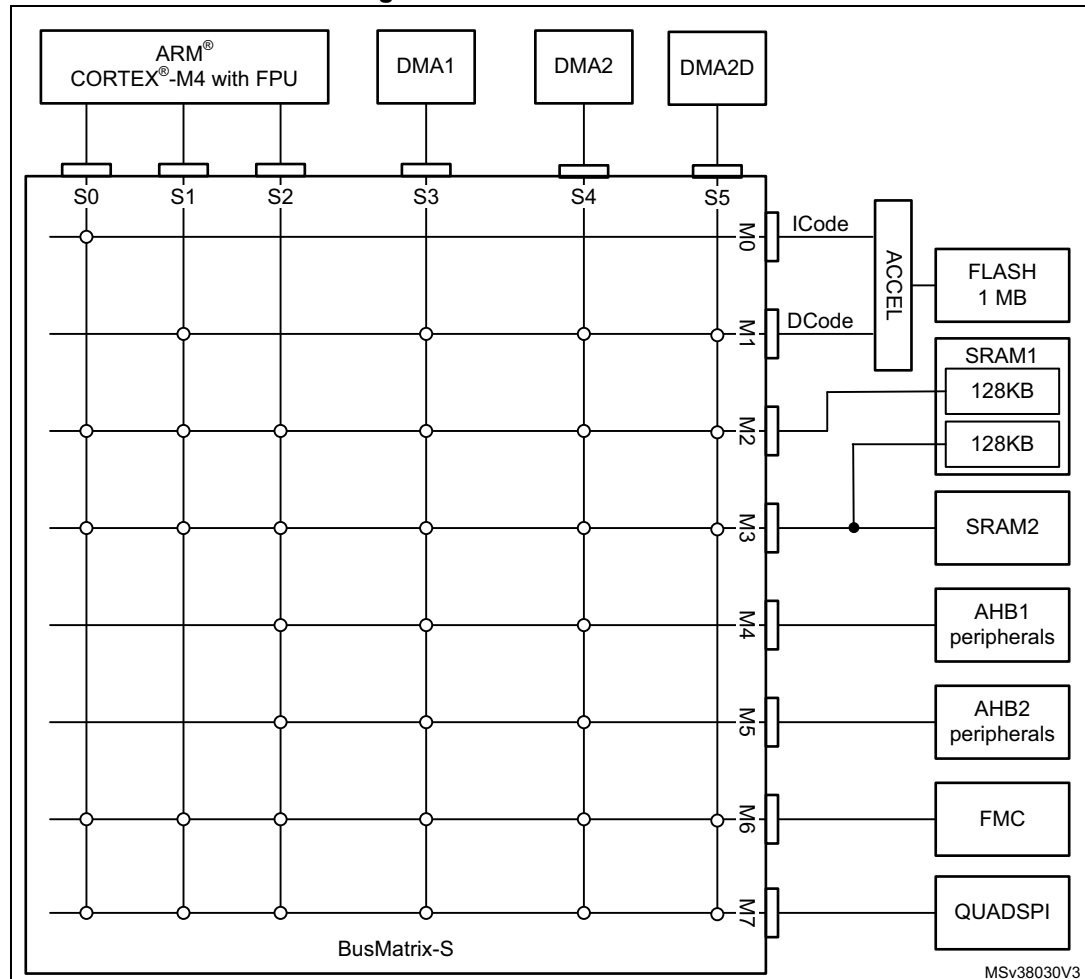 ARM®
CORTEX®-M4 with FPU
DMA1
DMA2
DMA2D
S0
S1
S2
S3
S4
S5
M0
ICode
ACCEL
FLASH
1 MB
M1
DCode
SRAM1
128KB
M2
128KB
M3
SRAM2
M4
AHB1
peripherals
M5
AHB2
peripherals
M6
FMC
M7
QUADSPI
BusMatrix-S
MSv38030V3